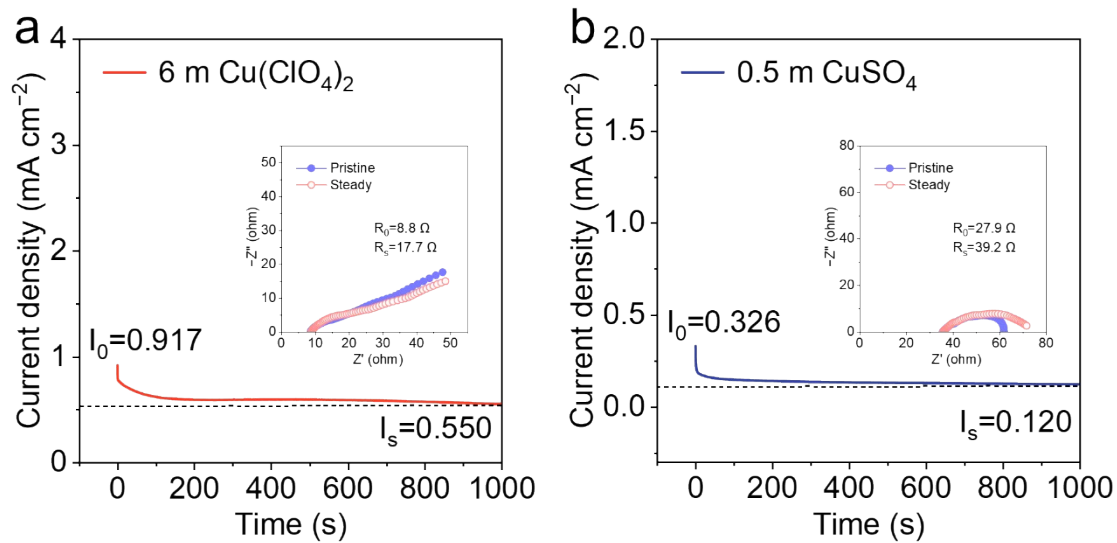 a
6 m Cu(ClO₄)₂
Current density (mA cm⁻²)
4
3
2
1
0
0
200
400
600
800
1000
Time (s)
I₀=0.917
Iₛ=0.550
Pristine
Steady
R₀=8.8 Ω
Rₛ=17.7 Ω
−Z'' (ohm)
50
40
30
20
10
0
10
20
30
40
50
Z' (ohm)
b
0.5 m CuSO₄
Current density (mA cm⁻²)
2.0
1.5
1.0
0.5
0.0
0
200
400
600
800
1000
Time (s)
I₀=0.326
Iₛ=0.120
Pristine
Steady
R₀=27.9 Ω
Rₛ=39.2 Ω
−Z'' (ohm)
80
60
40
20
0
0
20
40
60
80
Z' (ohm)